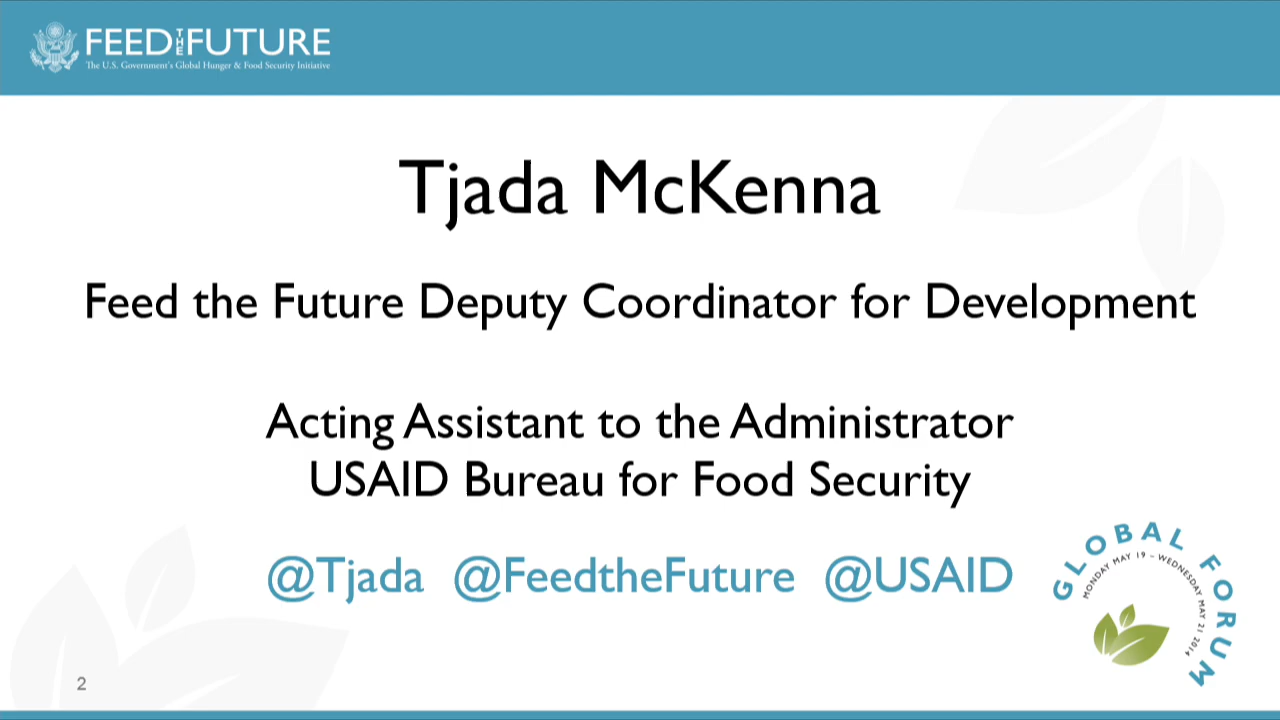 FEED THE FUTURE
The U.S. Government's Global Hunger & Food Security Initiative
Tjada McKenna
Feed the Future Deputy Coordinator for Development
Acting Assistant to the Administrator
USAID Bureau for Food Security
@Tjada @FeedtheFuture @USAID
GLOBAL FORUM
MONDAY MAY 19 – WEDNESDAY MAY 21 2014
2